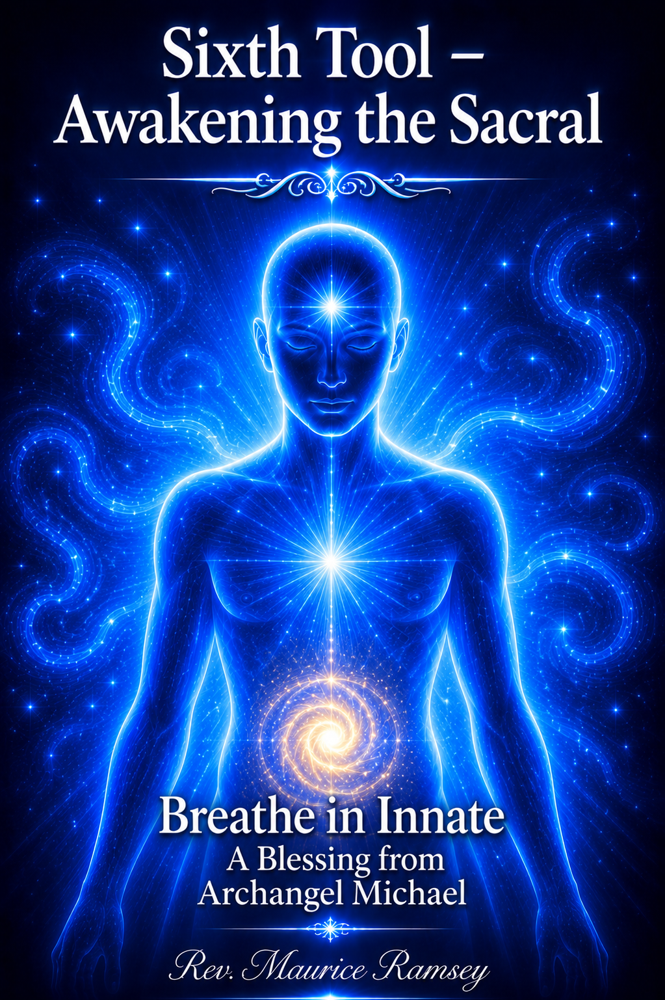 Sixth Tool –
Awakening the Sacral
Breathe in Innate
A Blessing from
Archangel Michael
Rev. Maurice Ramsey